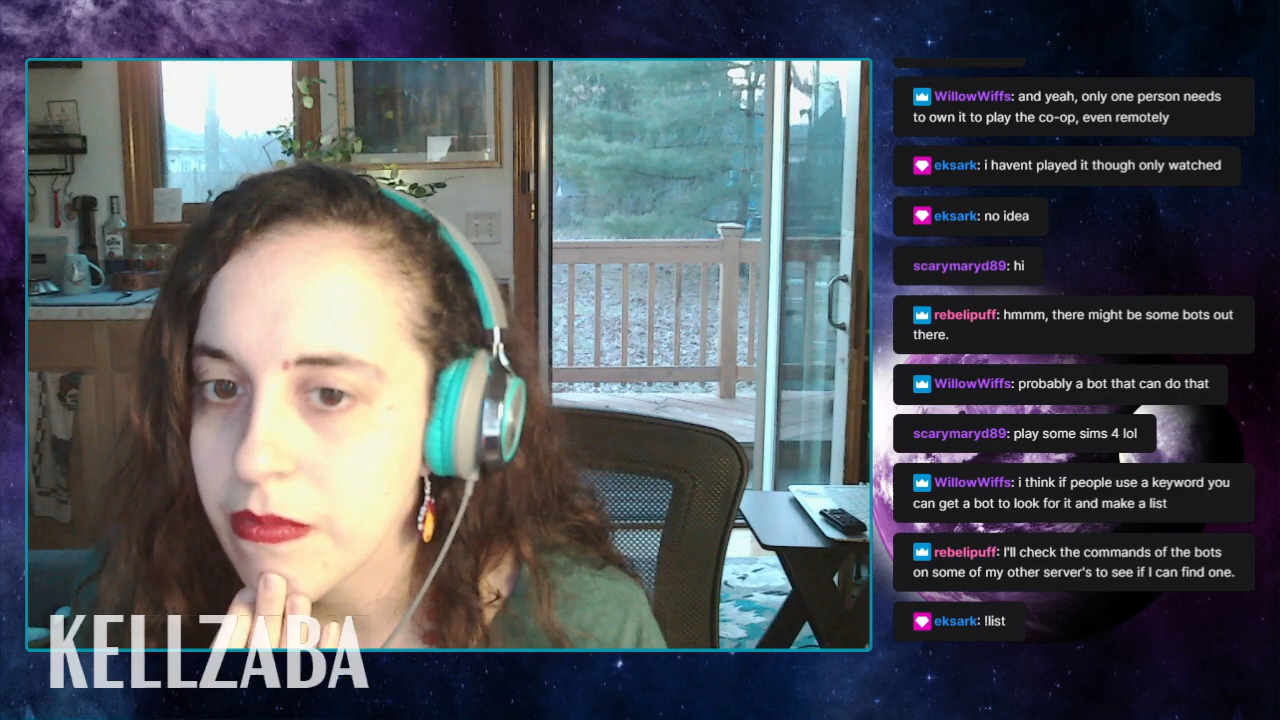 WillowWiffs: and yeah, only one person needs
to own it to play the co-op, even remotely
eksark: i havent played it though only watched
eksark: no idea
scarymaryd89: hi
rebelipuff: hmmm, there might be some bots out
there.
WillowWiffs: probably a bot that can do that
scarymaryd89: play some sims 4 lol
WillowWiffs: i think if people use a keyword you
can get a bot to look for it and make a list
rebelipuff: I'll check the commands of the bots
on some of my other server's to see if I can find one.
eksark: !list
KELLZABA